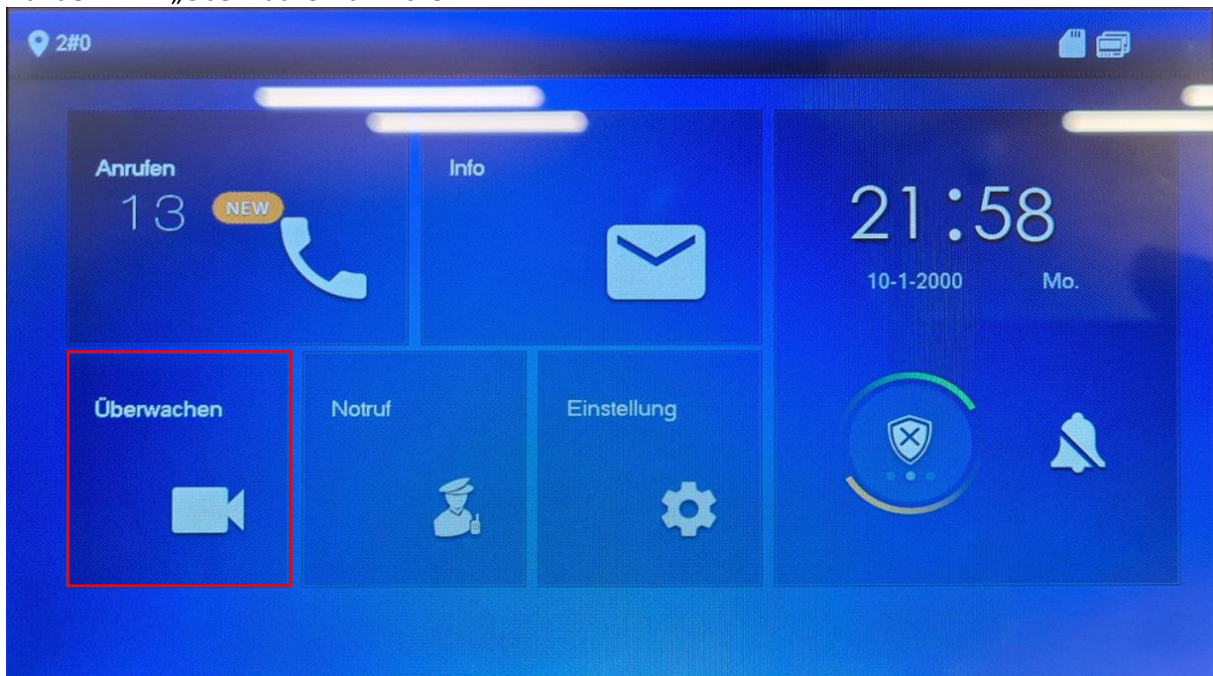 2#0
Anrufen
13 NEW
Info
21:58
10-1-2000 Mo.
Überwachen
Notruf
Einstellung